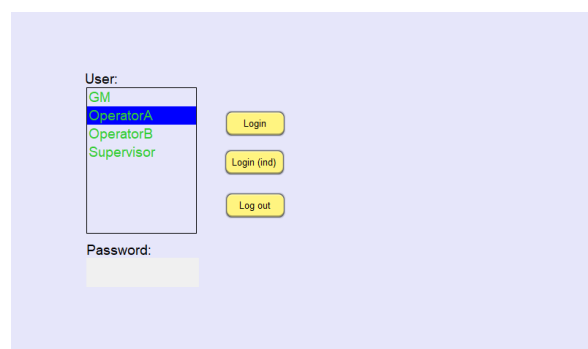 User:
GM
OperatorA
OperatorB
Supervisor
Login
Login (ind)
Log out
Password: